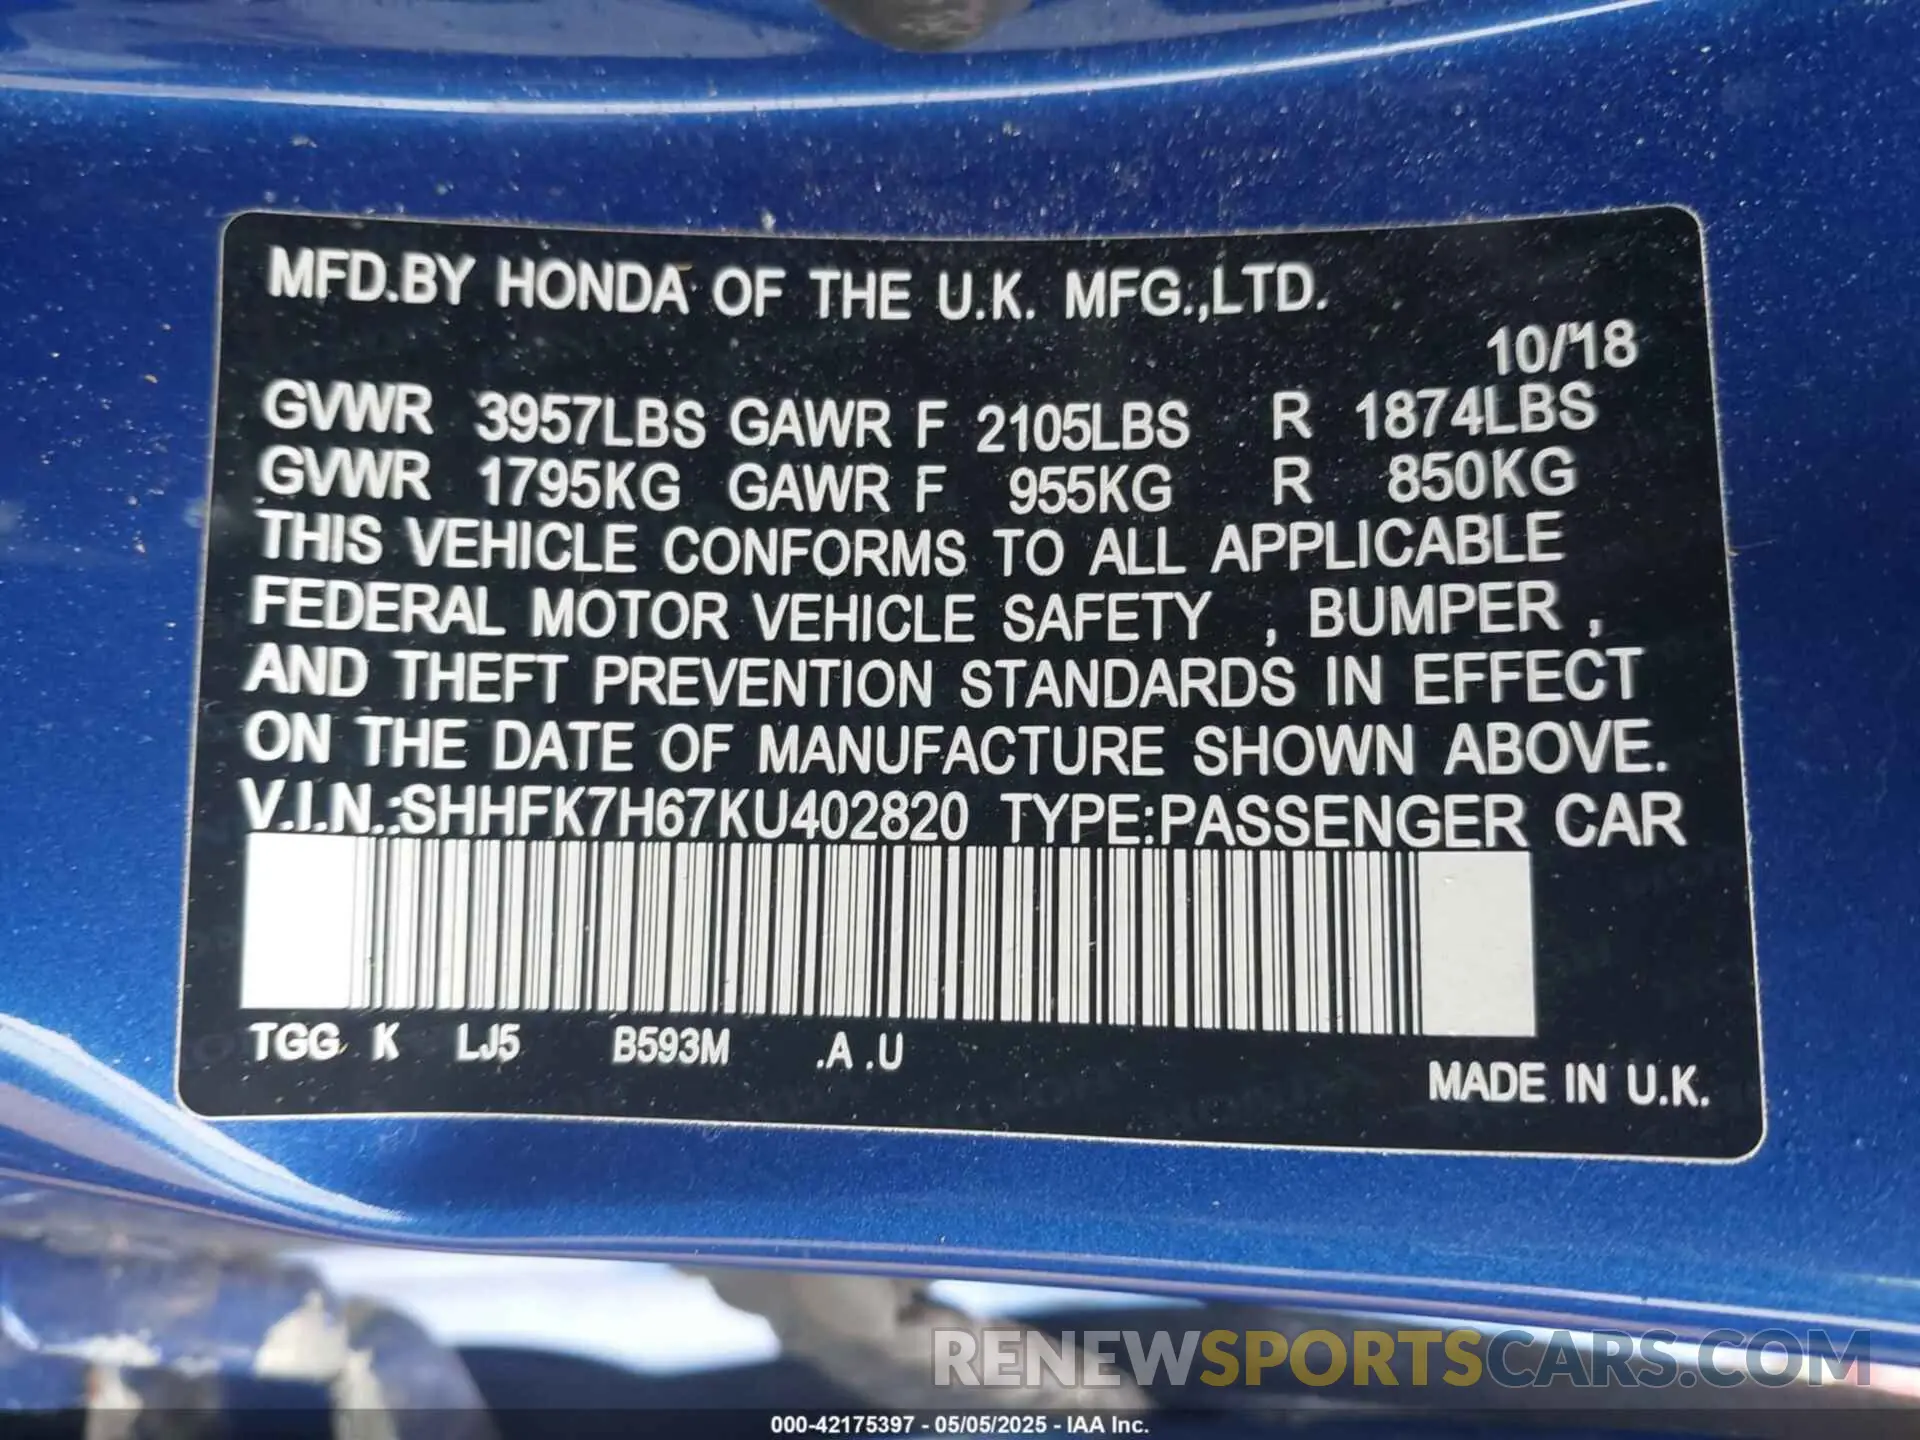 MFD.BY HONDA OF THE U.K. MFG.,LTD.
10/'18
GVWR 3957LBS GAWR F 2105LBS R 1874LBS
GVWR 1795KG GAWR F 955KG R 850KG
THIS VEHICLE CONFORMS TO ALL APPLICABLE
FEDERAL MOTOR VEHICLE SAFETY , BUMPER ,
AND THEFT PREVENTION STANDARDS IN EFFECT
ON THE DATE OF MANUFACTURE SHOWN ABOVE.
V.I.N.:SHHFK7H67KU402820 TYPE:PASSENGER CAR
TGG K LJ5 B593M .A .U
MADE IN U.K.
RENEWSPORTSCARS.COM
000-42175397 - 05/05/2025 - IAA Inc.